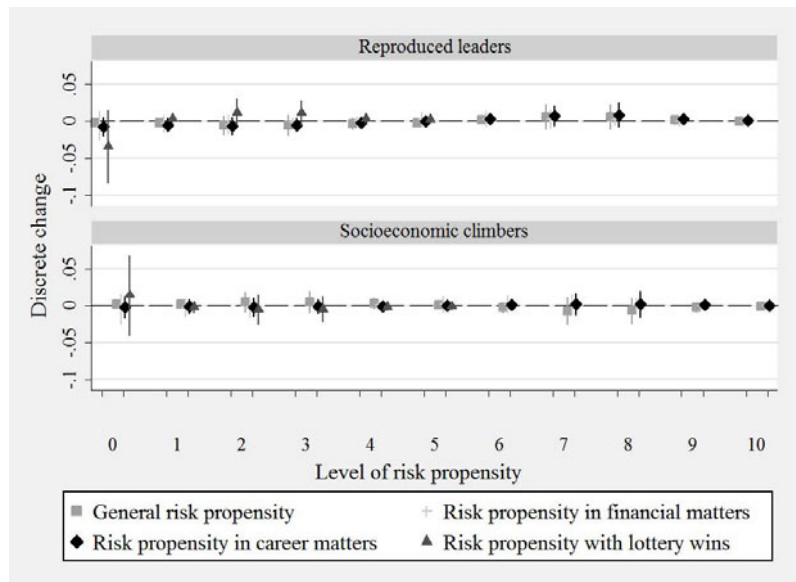 Reproduced leaders
.05
0
-.05
-.1
Socioeconomic climbers
.05
0
-.05
-.1
Discrete change
0 1 2 3 4 5 6 7 8 9 10
Level of risk propensity
General risk propensity
Risk propensity in financial matters
Risk propensity in career matters
Risk propensity with lottery wins